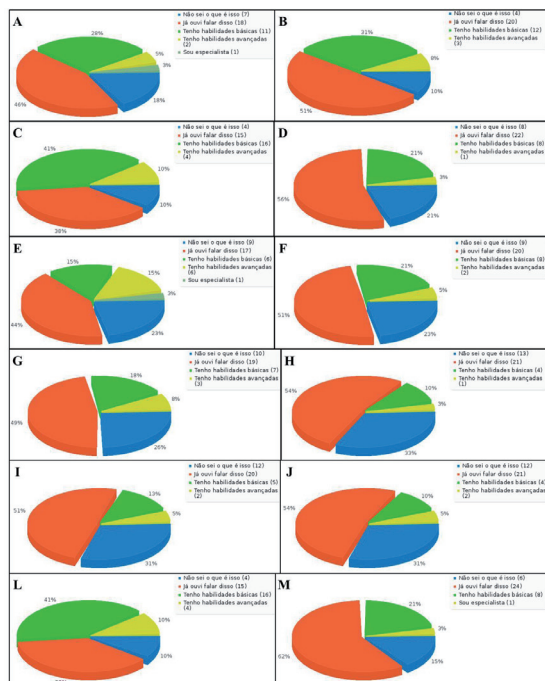 A
28%
5%
3%
18%
46%
Não sei o que é isso (7)
Já ouvi falar disso (18)
Tenho habilidades básicas (11)
Tenho habilidades avançadas
(2)
Sou especialista (1)
B
31%
8%
10%
51%
Não sei o que é isso (4)
Já ouvi falar disso (20)
Tenho habilidades básicas (12)
Tenho habilidades avançadas
(3)
C
41%
10%
10%
38%
Não sei o que é isso (4)
Já ouvi falar disso (15)
Tenho habilidades básicas (16)
Tenho habilidades avançadas
(4)
D
21%
3%
21%
56%
Não sei o que é isso (8)
Já ouvi falar disso (22)
Tenho habilidades básicas (8)
Tenho habilidades avançadas
(1)
E
15%
15%
3%
23%
44%
Não sei o que é isso (9)
Já ouvi falar disso (17)
Tenho habilidades básicas (6)
Tenho habilidades avançadas
(6)
Sou especialista (1)
F
21%
5%
23%
51%
Não sei o que é isso (9)
Já ouvi falar disso (20)
Tenho habilidades básicas (8)
Tenho habilidades avançadas
(2)
G
18%
8%
26%
49%
Não sei o que é isso (10)
Já ouvi falar disso (19)
Tenho habilidades básicas (7)
Tenho habilidades avançadas
(3)
H
54%
10%
3%
33%
Não sei o que é isso (13)
Já ouvi falar disso (21)
Tenho habilidades básicas (4)
Tenho habilidades avançadas
(1)
I
51%
13%
5%
31%
Não sei o que é isso (12)
Já ouvi falar disso (20)
Tenho habilidades básicas (5)
Tenho habilidades avançadas
(2)
J
54%
10%
5%
31%
Não sei o que é isso (12)
Já ouvi falar disso (21)
Tenho habilidades básicas (4)
Tenho habilidades avançadas
(2)
L
41%
10%
10%
Não sei o que é isso (4)
Já ouvi falar disso (15)
Tenho habilidades básicas (16)
Tenho habilidades avançadas
(4)
M
21%
3%
15%
62%
Não sei o que é isso (6)
Já ouvi falar disso (24)
Tenho habilidades básicas (8)
Sou especialista (1)